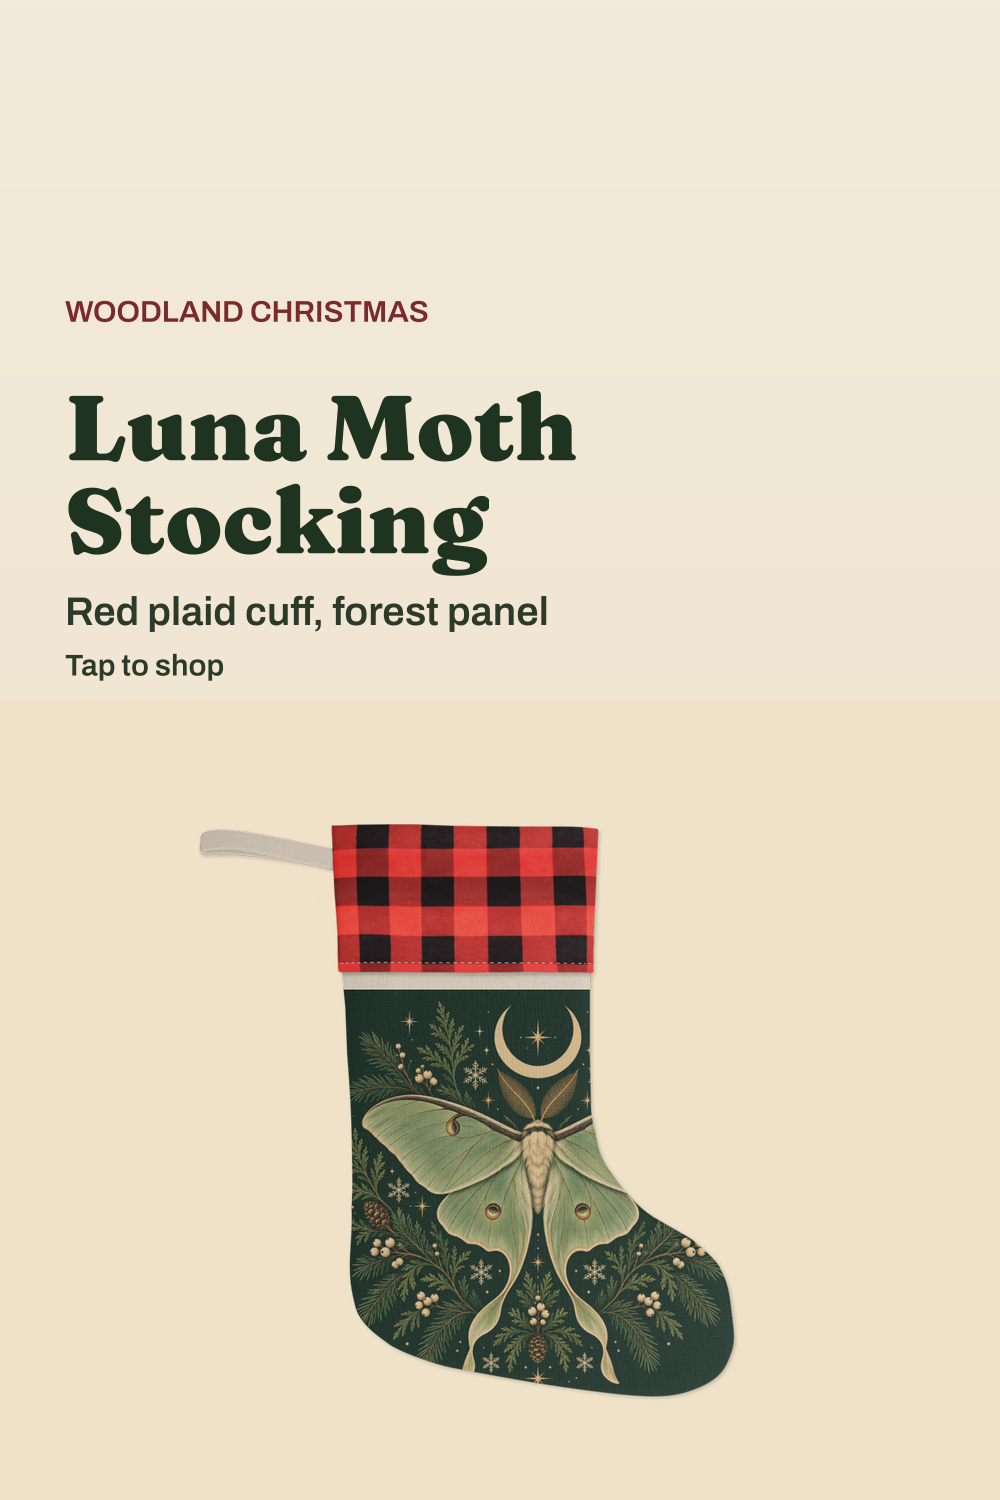 WOODLAND CHRISTMAS
Luna Moth
Stocking
Red plaid cuff, forest panel
Tap to shop